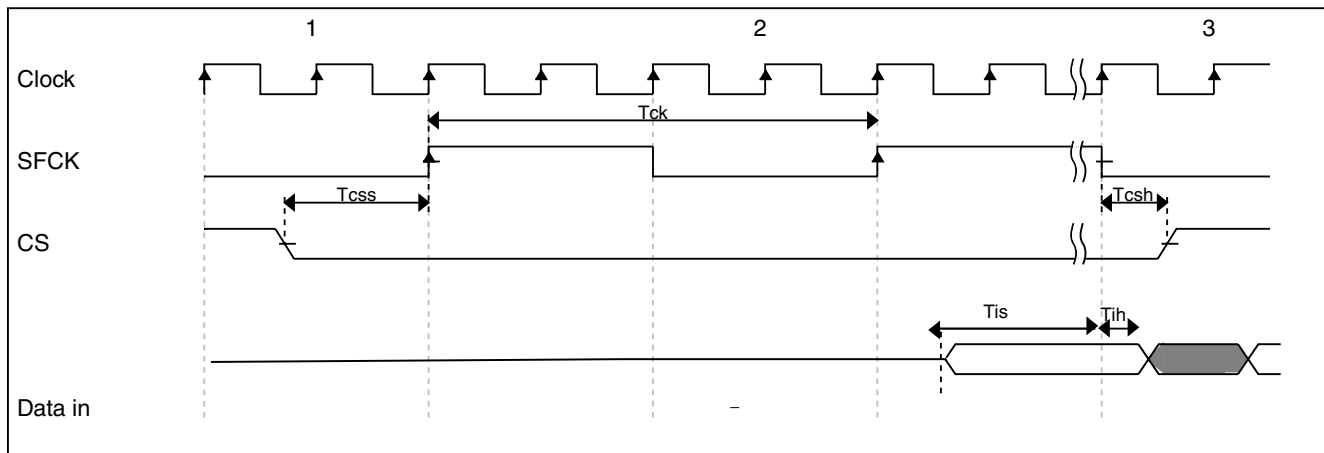 1 2 3
Clock
Tck
SFCK
Tcss Tcsh
CS
Tis Tih
Data in
–